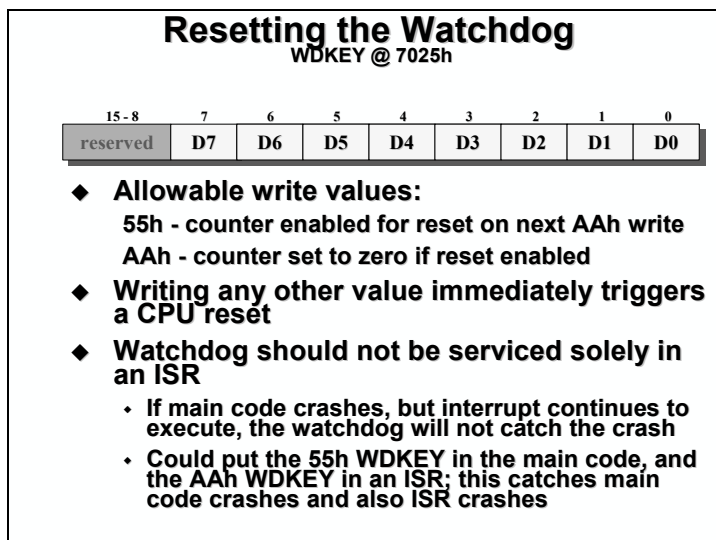 Resetting the Watchdog
WDKEY @ 7025h
15 - 8 7 6 5 4 3 2 1 0
reserved D7 D6 D5 D4 D3 D2 D1 D0
◆ Allowable write values:
55h - counter enabled for reset on next AAh write
AAh - counter set to zero if reset enabled
◆ Writing any other value immediately triggers
a CPU reset
◆ Watchdog should not be serviced solely in
an ISR
◆ If main code crashes, but interrupt continues to
execute, the watchdog will not catch the crash
◆ Could put the 55h WDKEY in the main code, and
the AAh WDKEY in an ISR; this catches main
code crashes and also ISR crashes